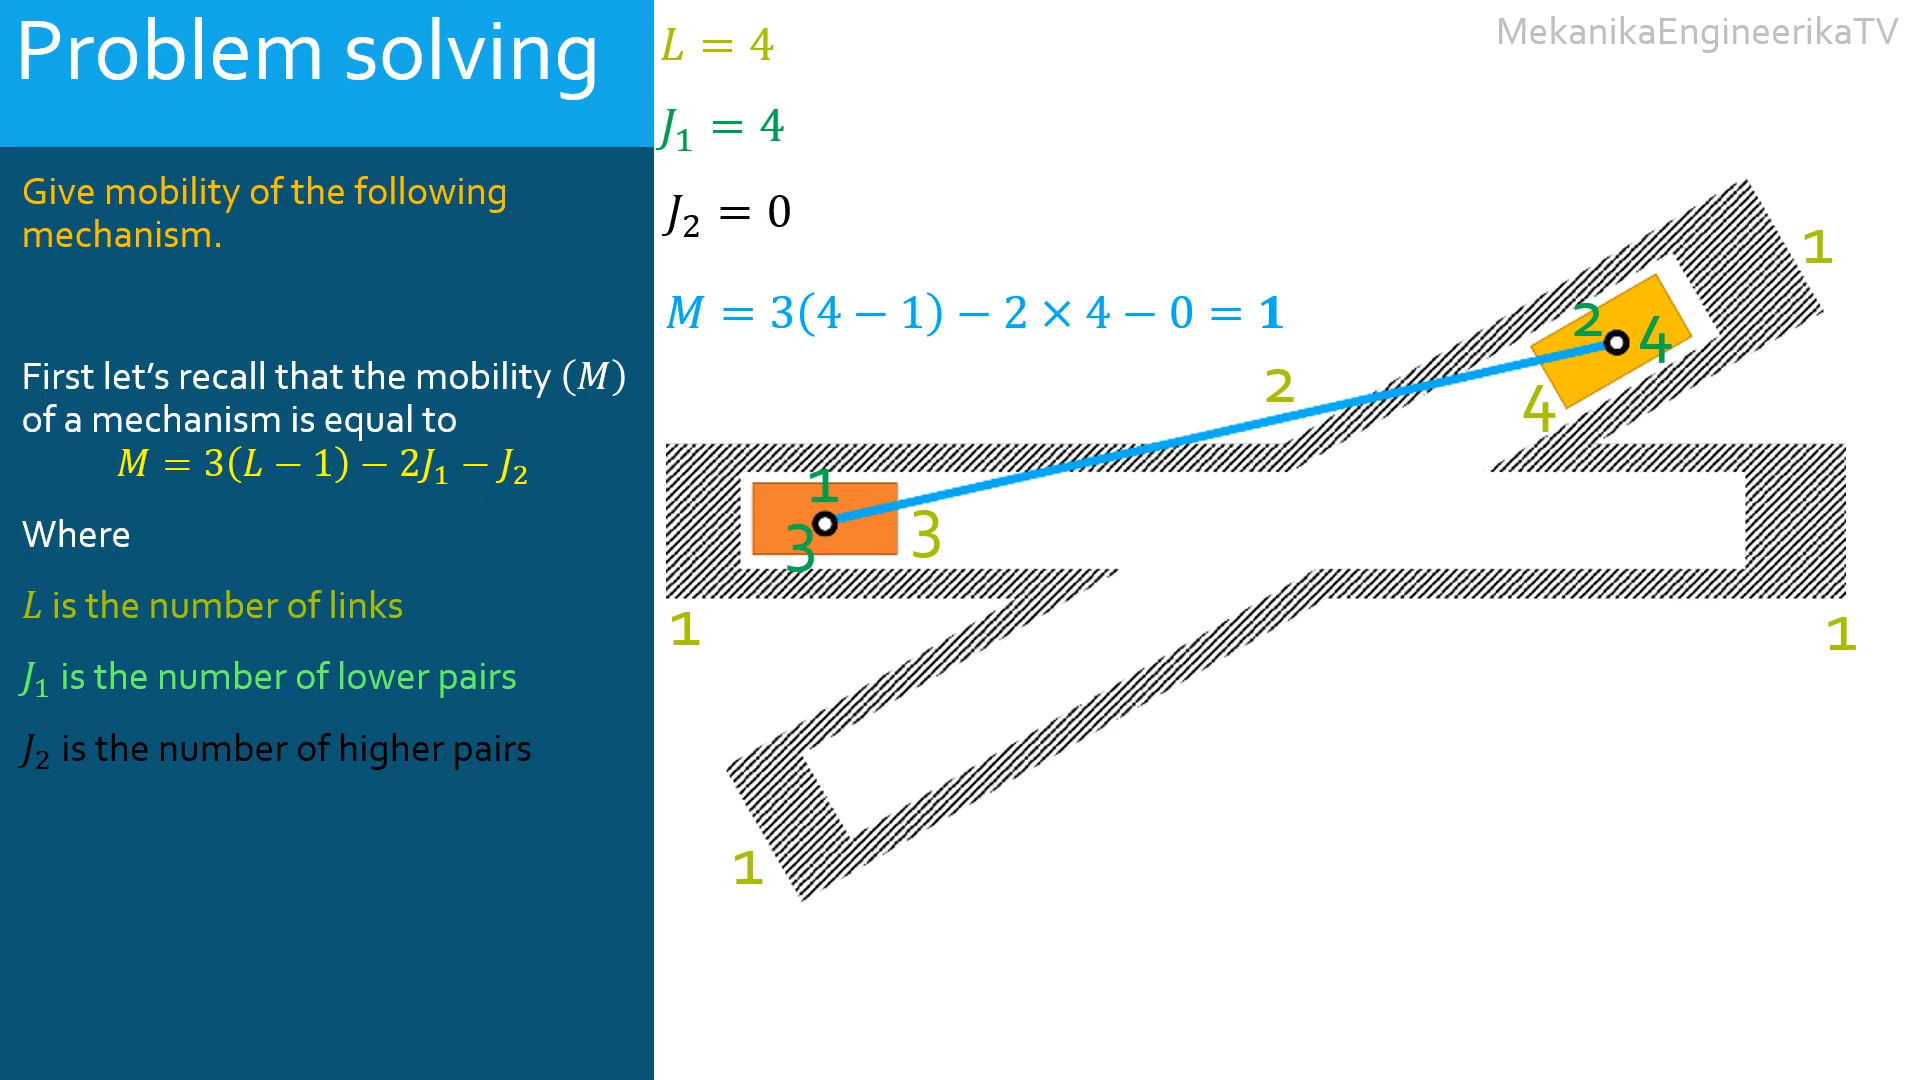 Problem solving
Give mobility of the following
mechanism.
First let's recall that the mobility (M)
of a mechanism is equal to
M = 3(L − 1) − 2J₁ − J₂
Where
L is the number of links
J₁ is the number of lower pairs
J₂ is the number of higher pairs
MekanikaEngineerikaTV
L = 4
J₁ = 4
J₂ = 0
M = 3(4 − 1) − 2 × 4 − 0 = 1
1
2
4
4
2
1
3
3
1
1
1